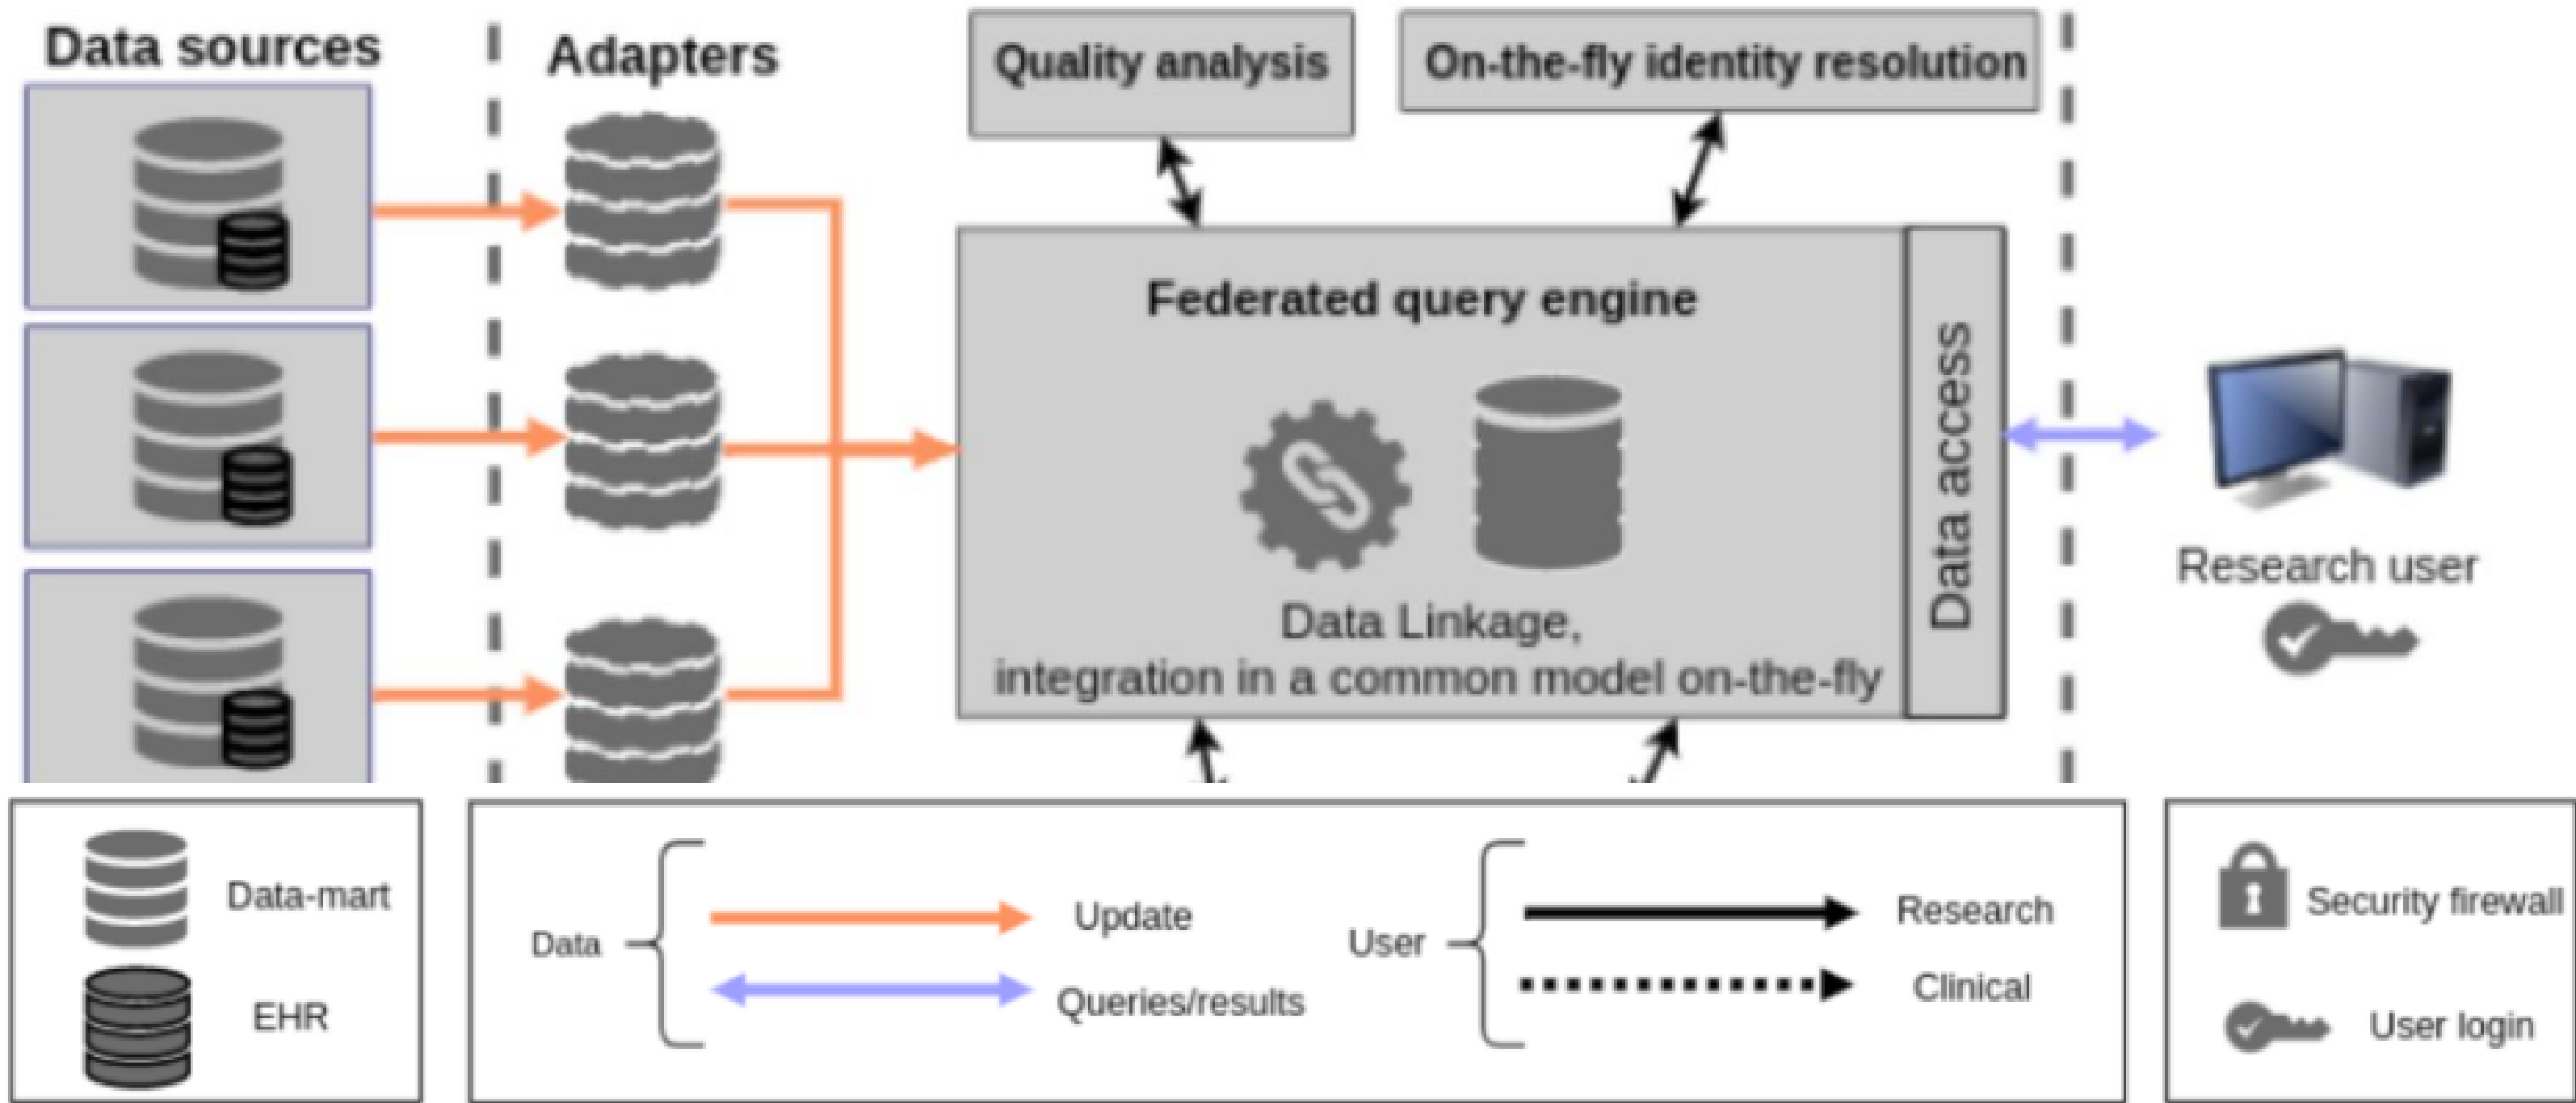 Data sources
Adapters
Quality analysis
On-the-fly identity resolution
Federated query engine
Data Linkage,
integration in a common model on-the-fly
Data access
Research user
Data-mart
EHR
Data
Update
Queries/results
User
Research
Clinical
Security firewall
User login